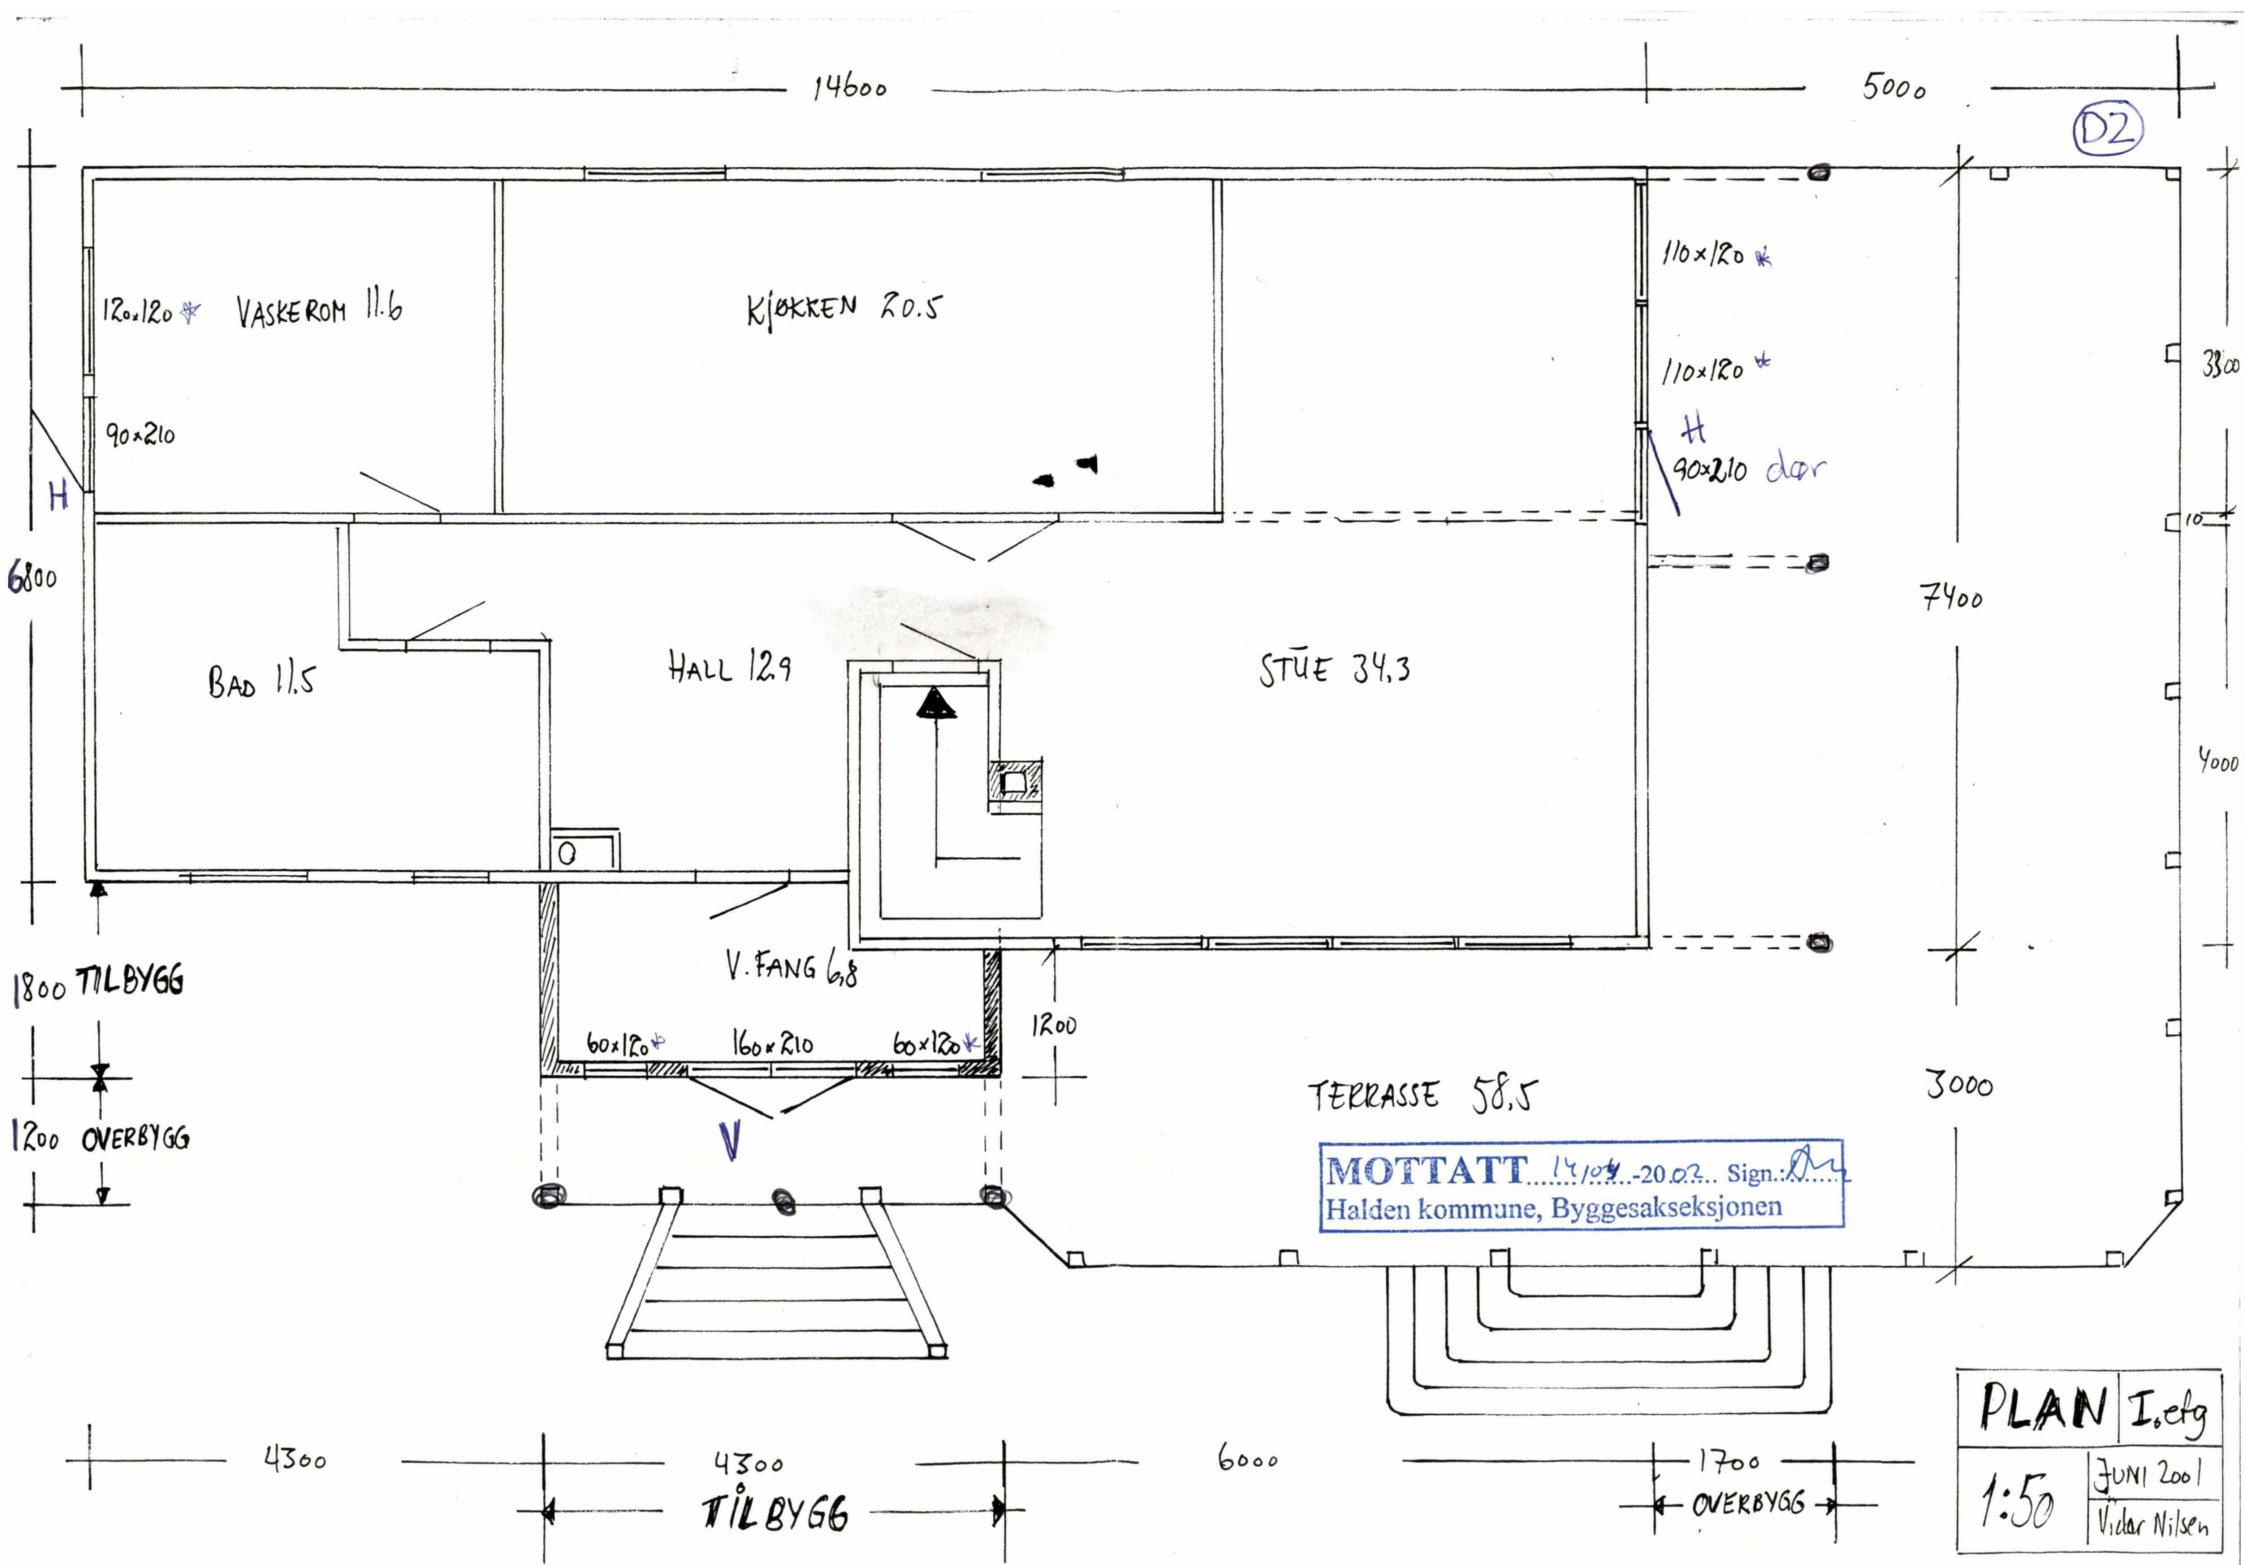 14600
5000
D2
110x120 *
120x120 *
VASKEROM 11.6
KJØKKEN 20.5
110x120 *
3300
90x210
H
90x210 dør
H
10
6800
7400
BAD 11.5
HALL 12.9
STUE 34.3
4000
1800 TILBYGG
V. FANG 6,8
1200
60x120 *
160x210
60x120 *
TERRASSE 58,5
3000
1200 OVERBYGG
V
MOTTATT 14/04-2002 Sign.:
Halden kommune, Byggesakseksjonen
PLAN
I.etg
4300
4300
6000
1700
TILBYGG
OVERBYGG
1:50
JUNI 2001
Vidar Nilsen